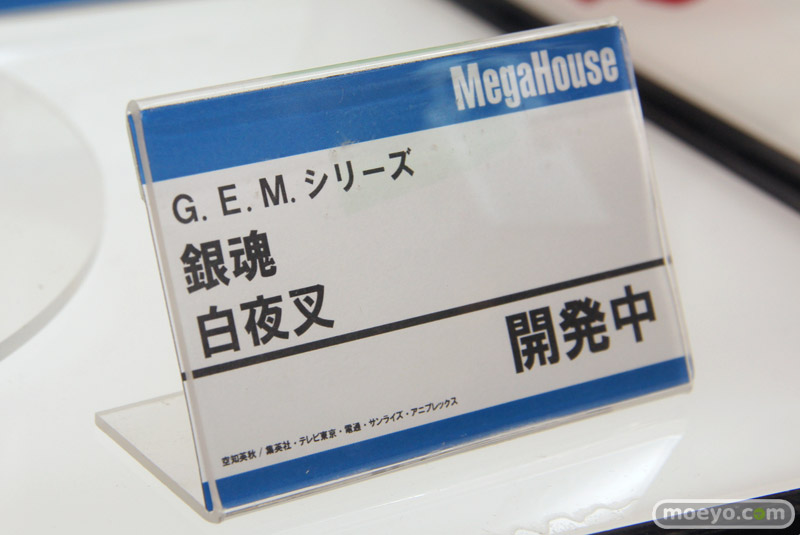 MegaHouse
G.E.M.シリーズ
銀魂
白夜叉
開発中
空知英秋/集英社・テレビ東京・電通・サンライズ・アニプレックス
moeyo.com